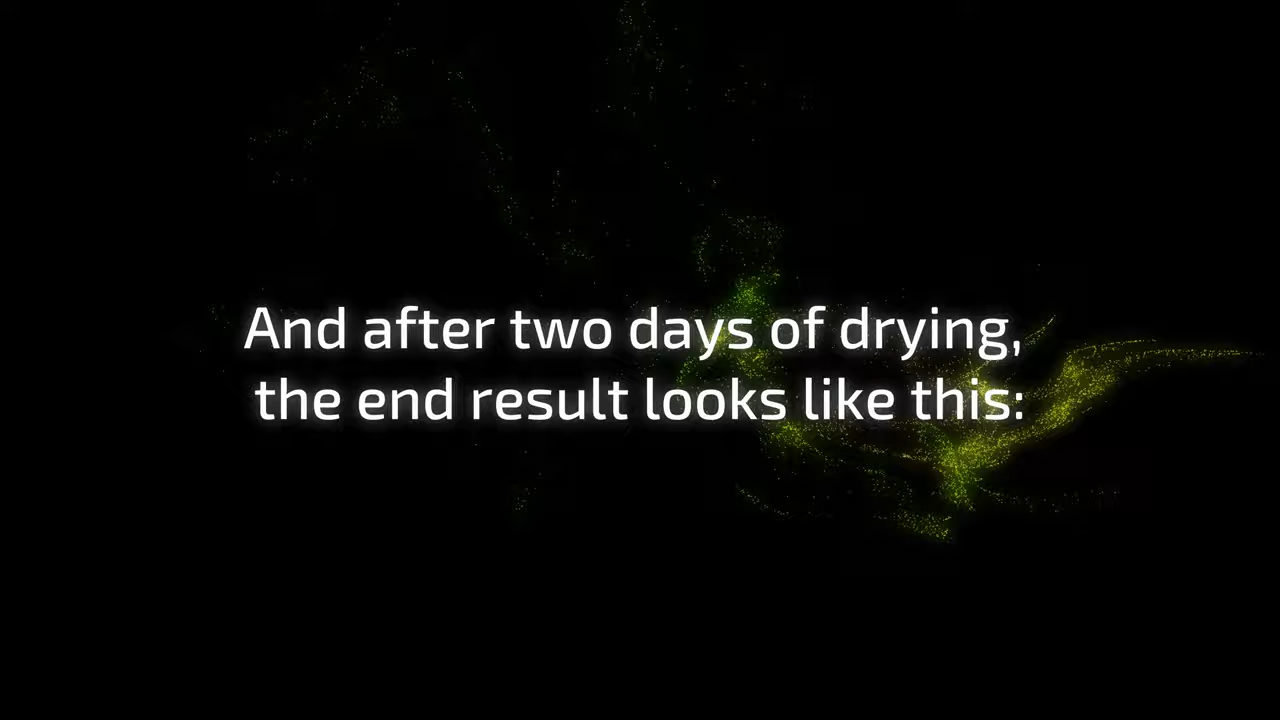 And after two days of drying,
the end result looks like this: